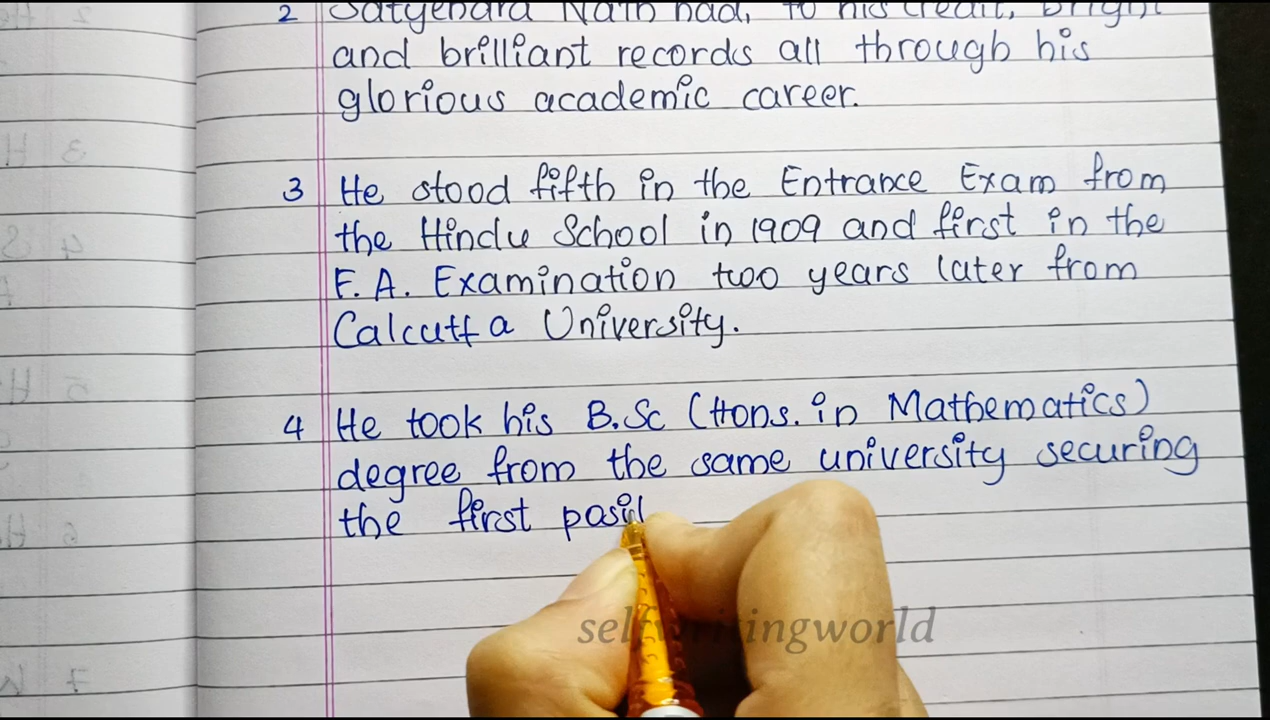 2 Satyendra Nath had, to his credit, bright
and brilliant records all through his
glorious academic career.
3 He stood fifth in the Entrance Exam from
the Hindu School in 1909 and first in the
F. A. Examination two years later from
Calcutta University.
4 He took his B.Sc (Hons. in Mathematics)
degree from the same university securing
the first posit
selfwritingworld